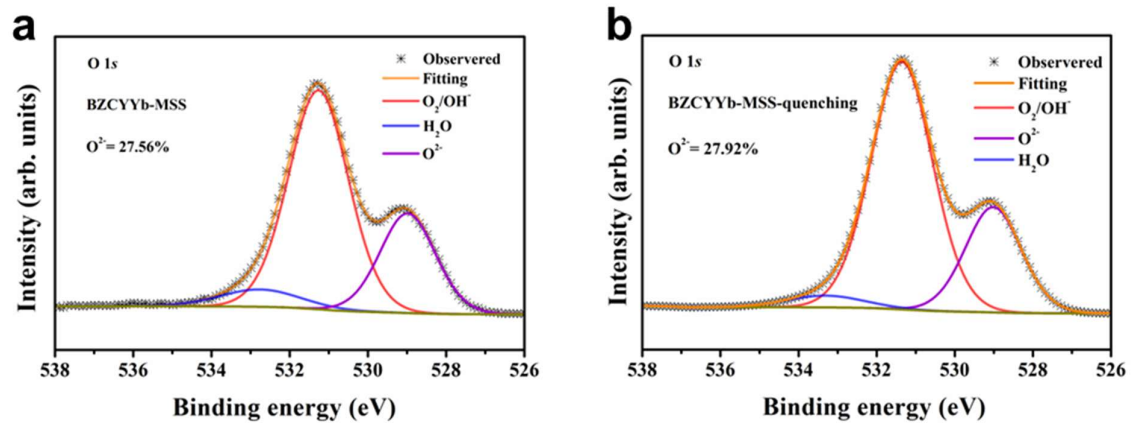 a
O 1s
BZCYYb-MSS
O²⁻= 27.56%
Observered
Fitting
O₂/OH⁻
H₂O
O²⁻
Intensity (arb. units)
538 536 534 532 530 528 526
Binding energy (eV)
b
O 1s
BZCYYb-MSS-quenching
O²⁻= 27.92%
Observered
Fitting
O₂/OH⁻
O²⁻
H₂O
Intensity (arb. units)
538 536 534 532 530 528 526
Binding energy (eV)